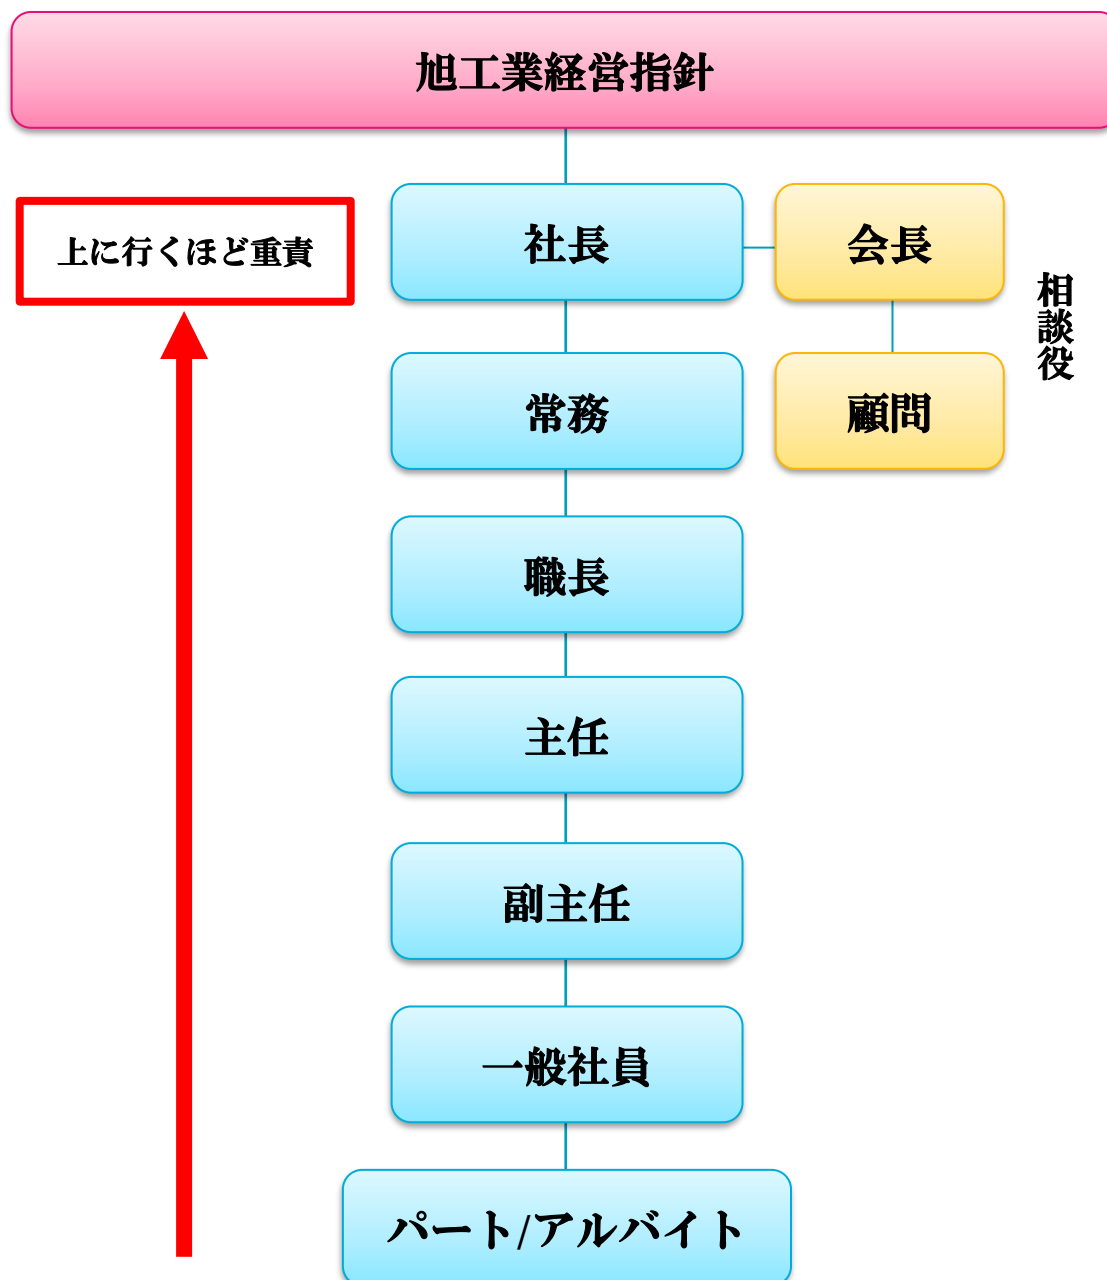 旭工業経営指針
上に行くほど重責
社長
会長
相談役
常務
顧問
職長
主任
副主任
一般社員
パート/アルバイト